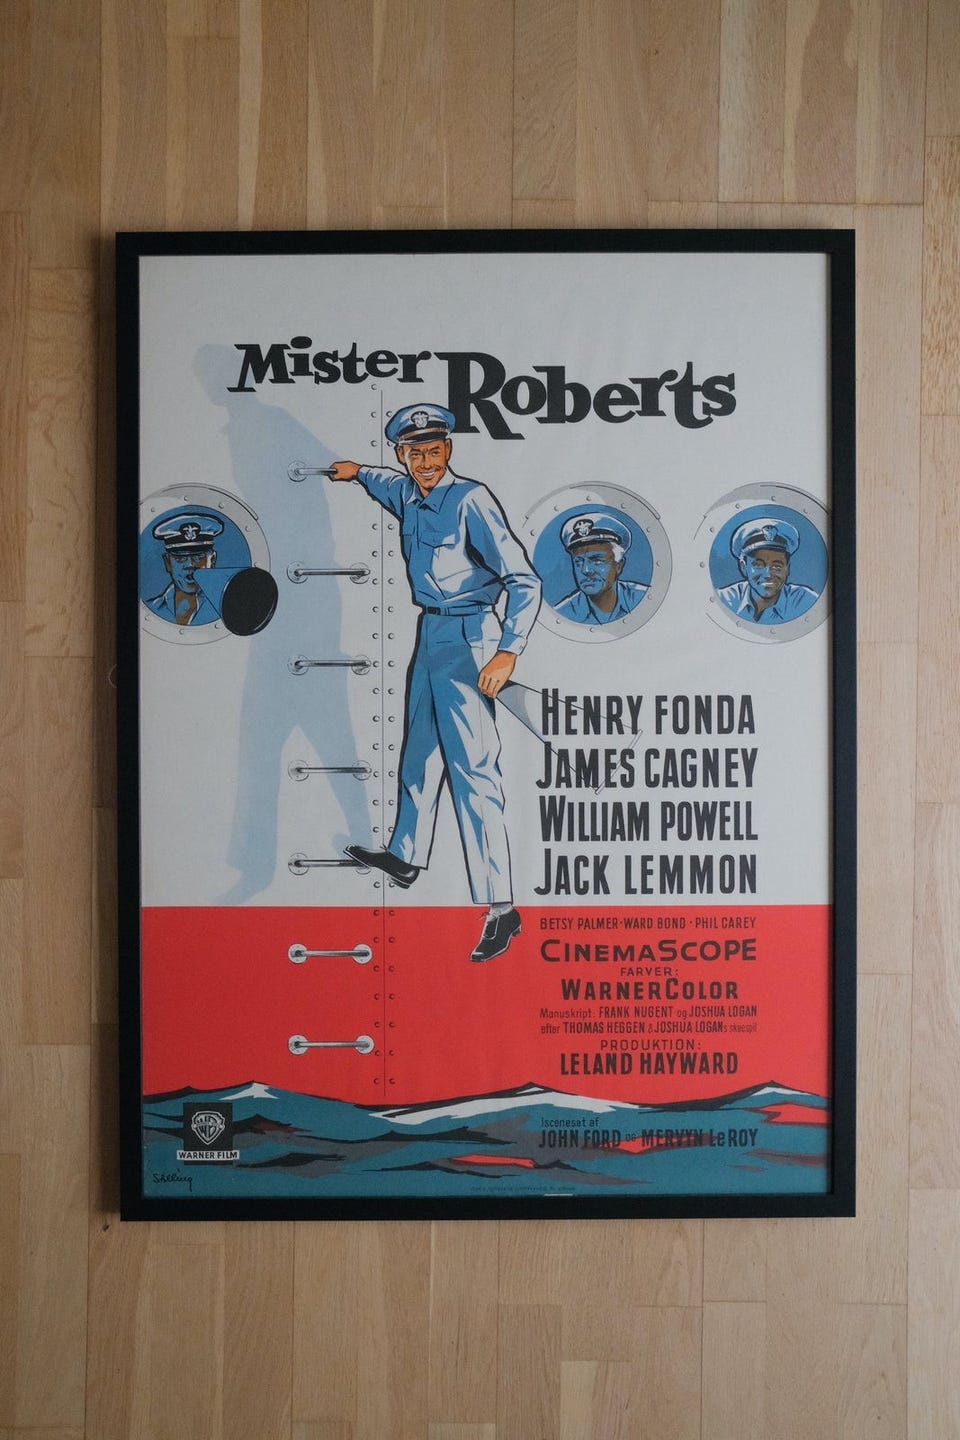 Mister Roberts
HENRY FONDA
JAMES CAGNEY
WILLIAM POWELL
JACK LEMMON
BETSY PALMER · WARD BOND · PHIL CAREY
CINEMASCOPE
FARVER:
WARNERCOLOR
Manuskript: FRANK NUGENT og JOSHUA LOGAN
efter THOMAS HEGGEN & JOSHUA LOGANs skuespil
PRODUKTION:
LELAND HAYWARD
Iscenesat af
JOHN FORD og MERVYN LeROY
WB
WARNER FILM
Stilling